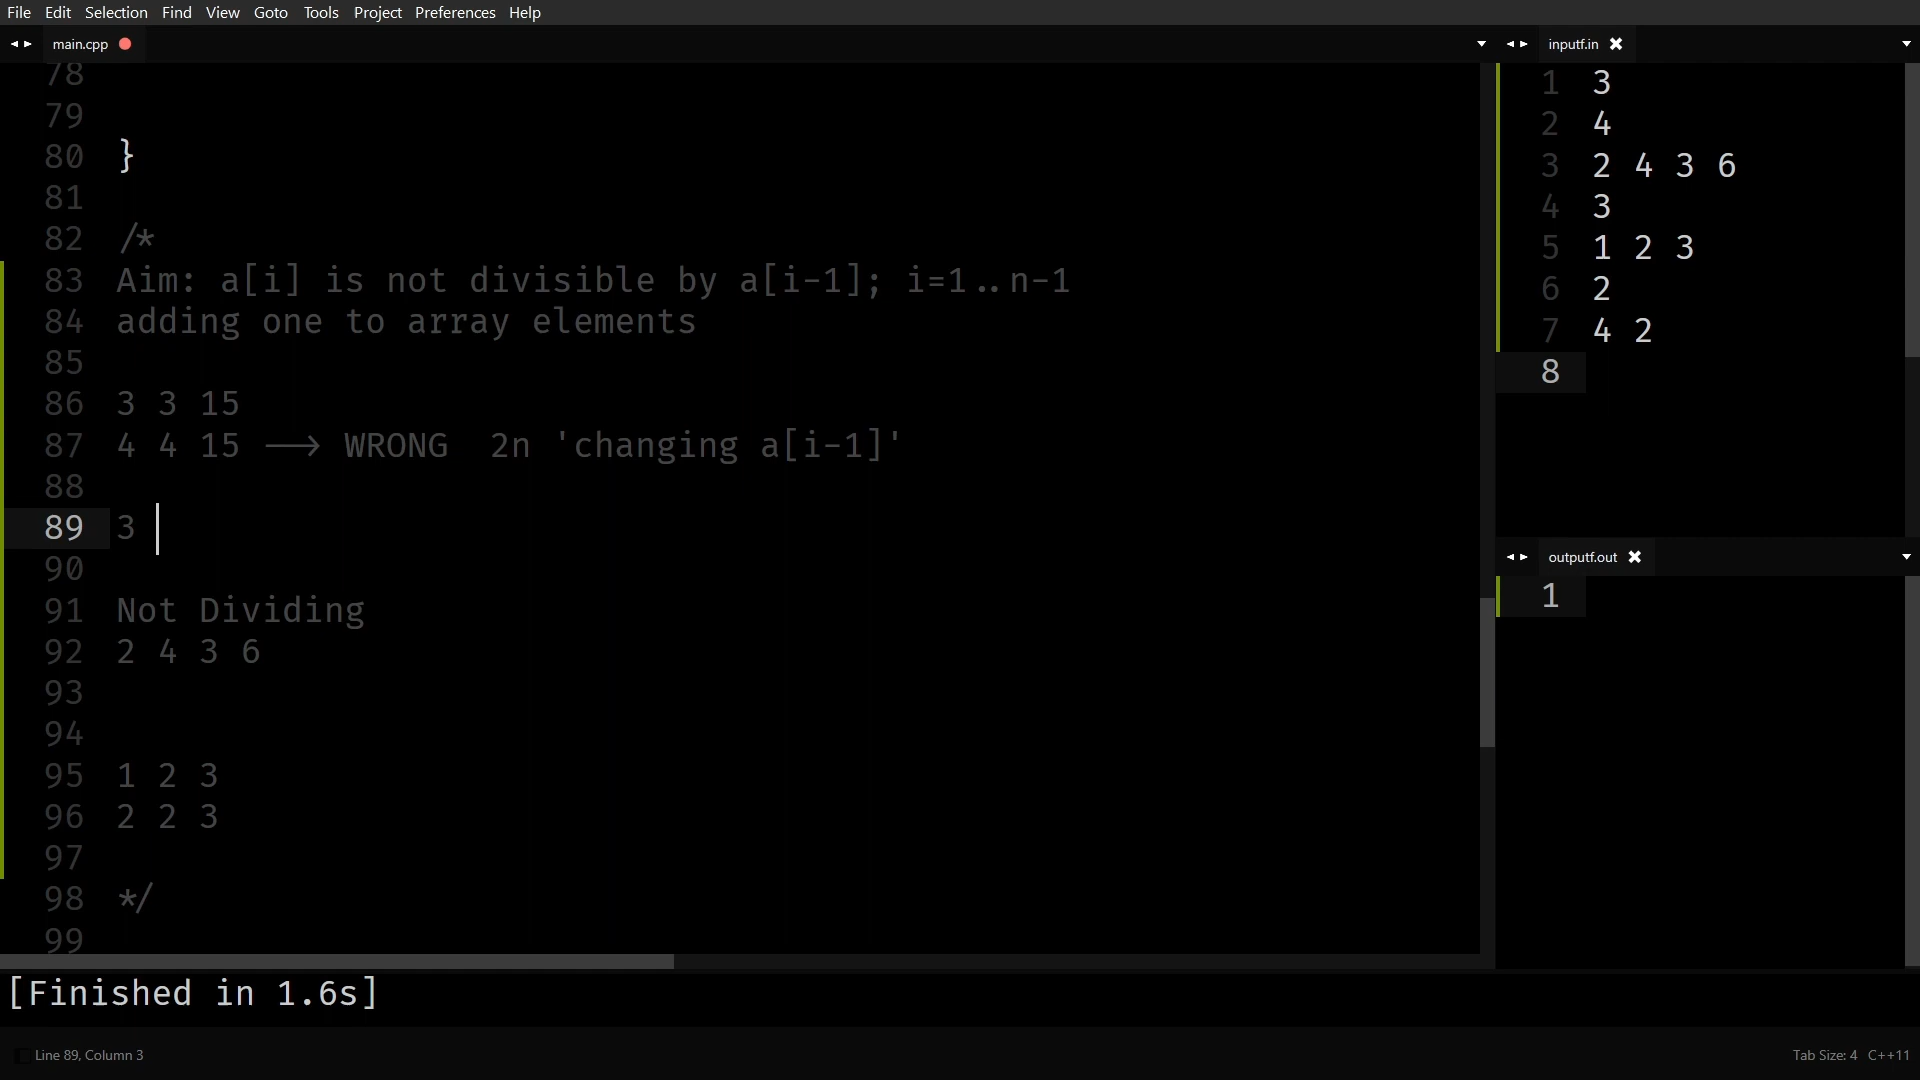 File Edit Selection Find View Goto Tools Project Preferences Help
main.cpp
78
79
80 }
81
82 /*
83 Aim: a[i] is not divisible by a[i-1]; i=1..n-1
84 adding one to array elements
85
86 3 3 15
87 4 4 15 --> WRONG  2n 'changing a[i-1]'
88
89 3
90
91 Not Dividing
92 2 4 3 6
93
94
95 1 2 3
96 2 2 3
97
98 */
99
inputf.in
1 3
2 4
3 2 4 3 6
4 3
5 1 2 3
6 2
7 4 2
8
outputf.out
1
[Finished in 1.6s]
Line 89, Column 3
Tab Size: 4 C++11